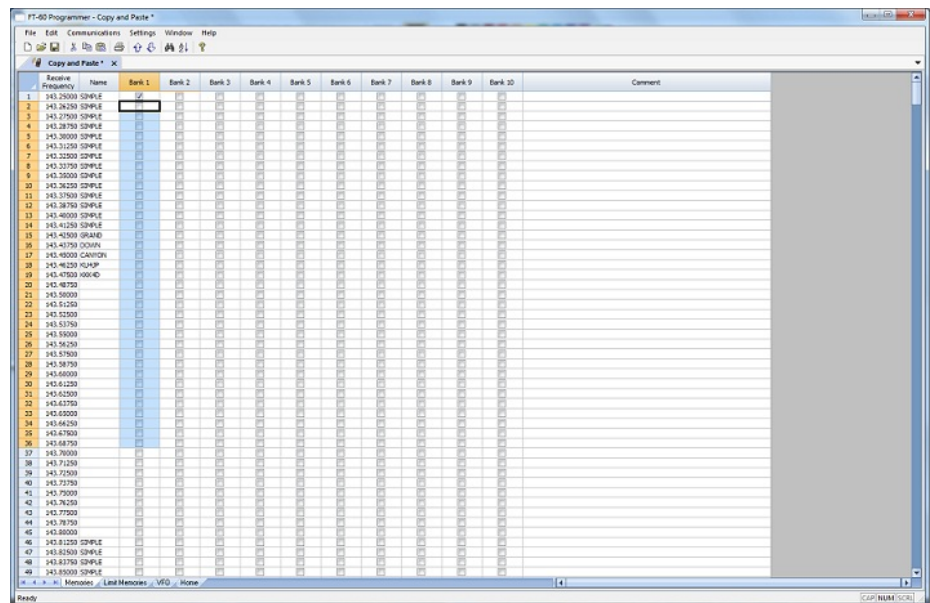 FT-60 Programmer - Copy and Paste *
File Edit Communications Settings Window Help
Copy and Paste * X
Receive Frequency Name Bank 1 Bank 2 Bank 3 Bank 4 Bank 5 Bank 6 Bank 7 Bank 8 Bank 9 Bank 10 Comment
1 143.25000 SIMPLE
2 143.26250 SIMPLE
3 143.27500 SIMPLE
4 143.28750 SIMPLE
5 143.30000 SIMPLE
6 143.31250 SIMPLE
7 143.32500 SIMPLE
8 143.33750 SIMPLE
9 143.35000 SIMPLE
10 143.36250 SIMPLE
11 143.37500 SIMPLE
12 143.38750 SIMPLE
13 143.40000 SIMPLE
14 143.41250 SIMPLE
15 143.42500 GRAND
16 143.43750 DOWN
17 143.45000 CANYON
18 143.46250
19 143.47500
20 143.48750
21 143.50000
22 143.51250
23 143.52500
24 143.53750
25 143.55000
26 143.56250
27 143.57500
28 143.58750
29 143.60000
30 143.61250
31 143.62500
32 143.63750
33 143.65000
34 143.66250
35 143.67500
36 143.68750
37 143.70000
38 143.71250
39 143.72500
40 143.73750
41 143.75000
42 143.76250
43 143.77500
44 143.78750
45 143.80000
46 143.81250 SIMPLE
47 143.82500 SIMPLE
48 143.83750 SIMPLE
49 143.85000 SIMPLE
Memories Limit Memories VFO Home
Ready CAP NUM SCRL